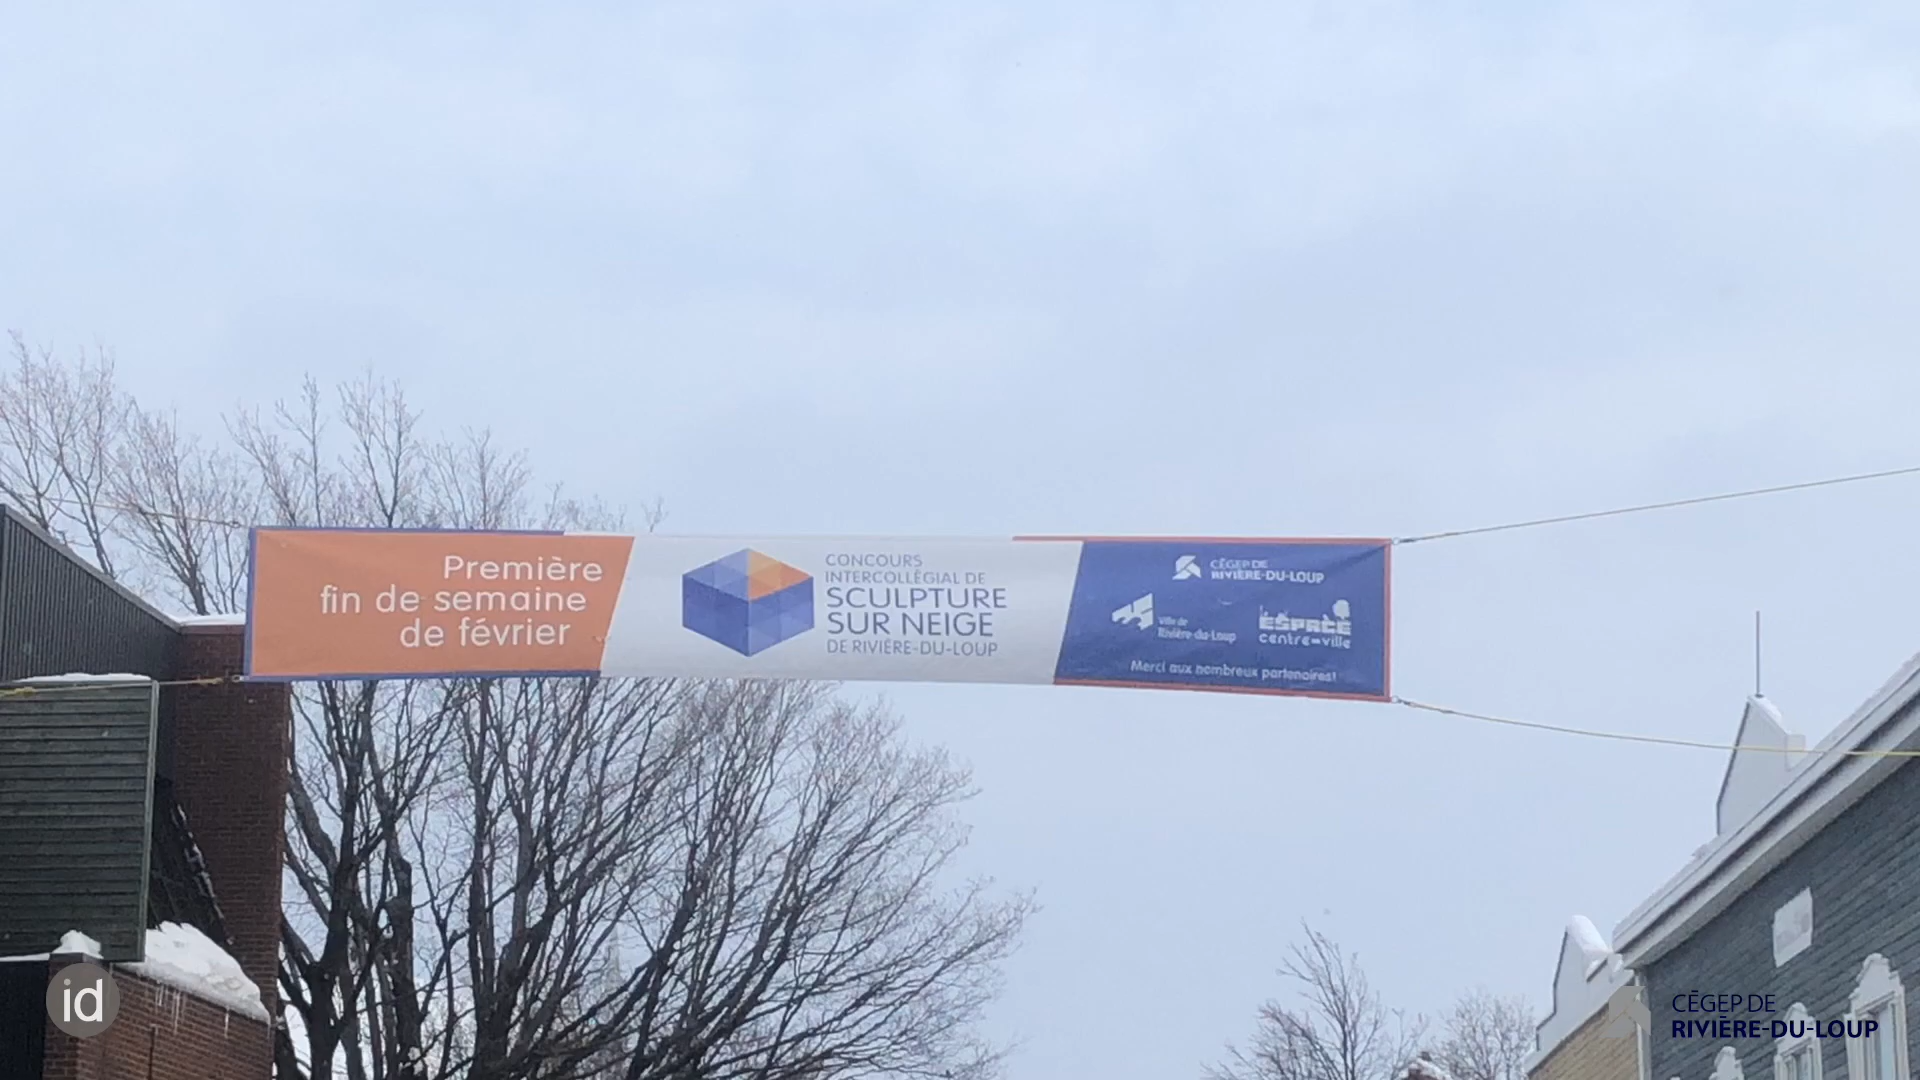 Première
fin de semaine
de février
CONCOURS
INTERCOLLÉGIAL DE
SCULPTURE
SUR NEIGE
DE RIVIÈRE-DU-LOUP
CÉGEP DE
RIVIÈRE-DU-LOUP
Ville de
Rivière-du-Loup
ESPACE
centre-ville
Merci aux nombreux partenaires!
id
CÉGEP DE
RIVIÈRE-DU-LOUP